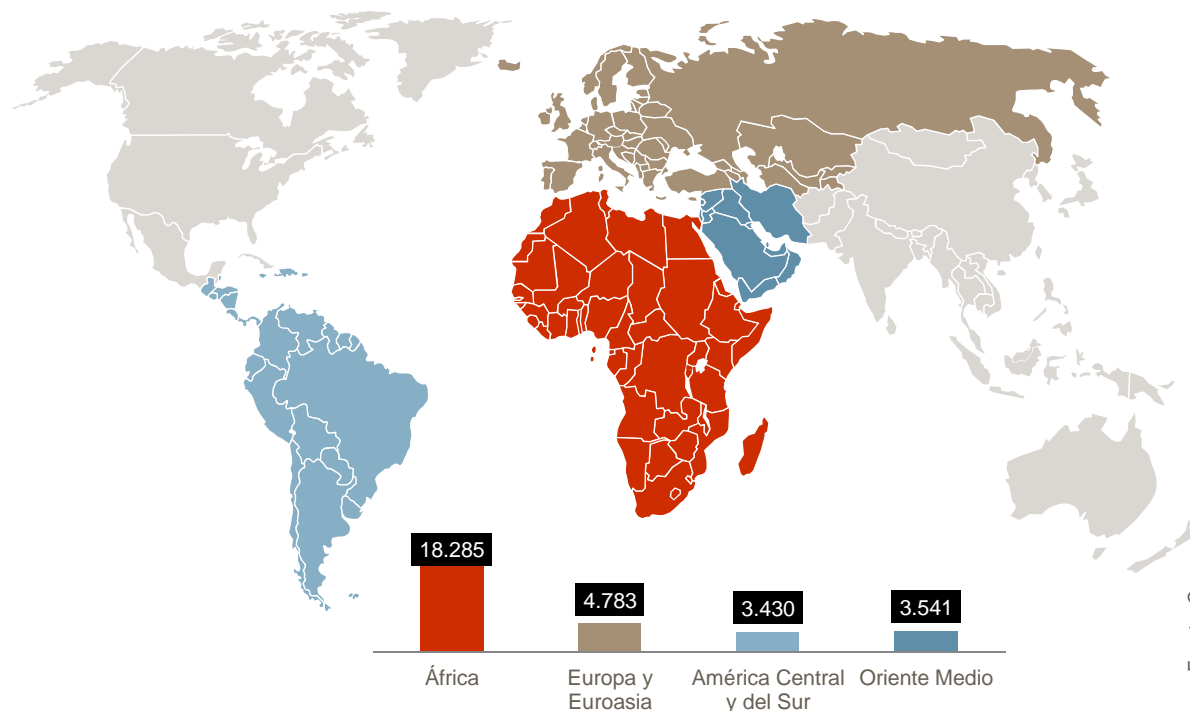 18.285
4.783
3.430
3.541
África
Europa y
Euroasia
América Central
y del Sur
Oriente Medio